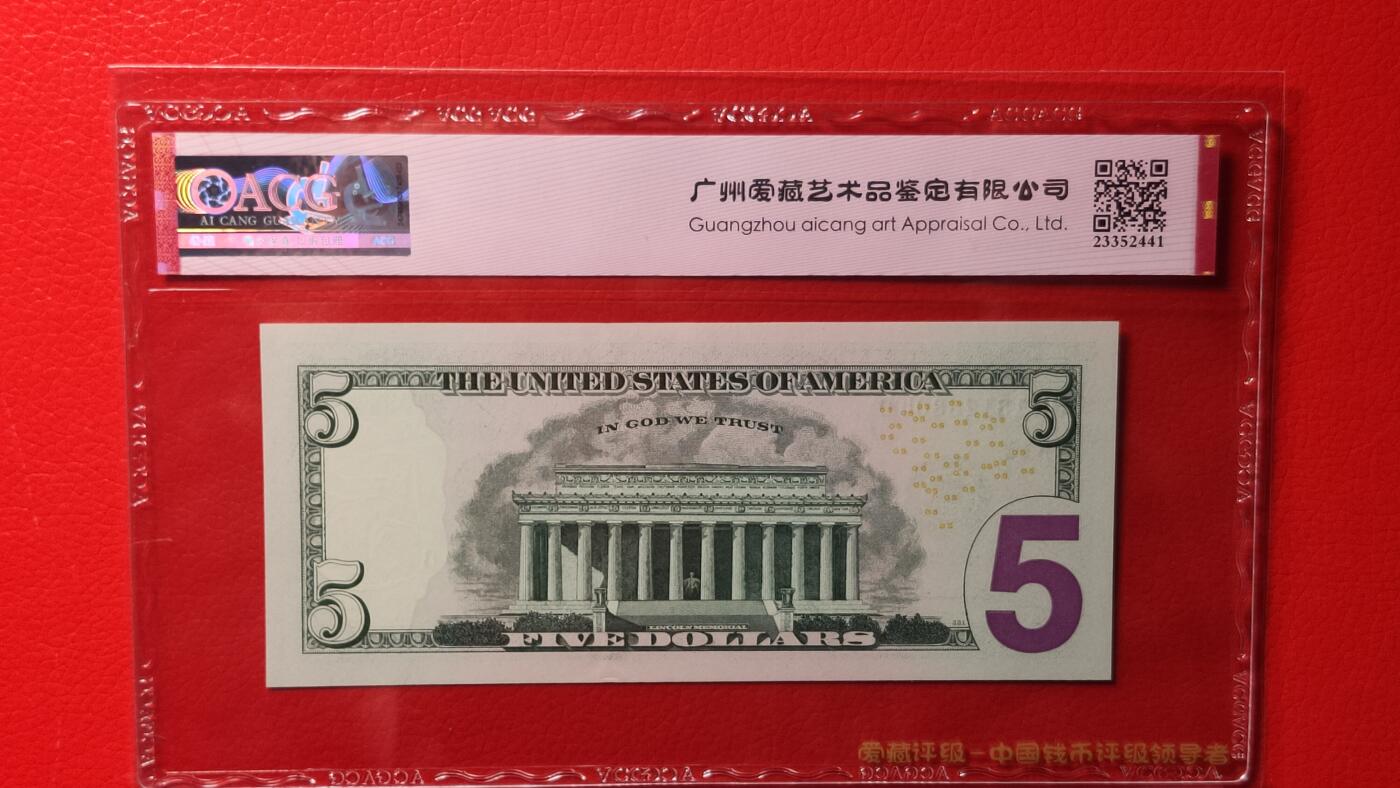 ACG
AI CANG
广州爱藏艺术品鉴定有限公司
Guangzhou aicang art Appraisal Co., Ltd.
23352441
ACG
5 THE UNITED STATES OF AMERICA 5
IN GOD WE TRUST
5
LINCOLN MEMORIAL
5 FIVE DOLLARS
爱藏评级-中国钱币评级领导者